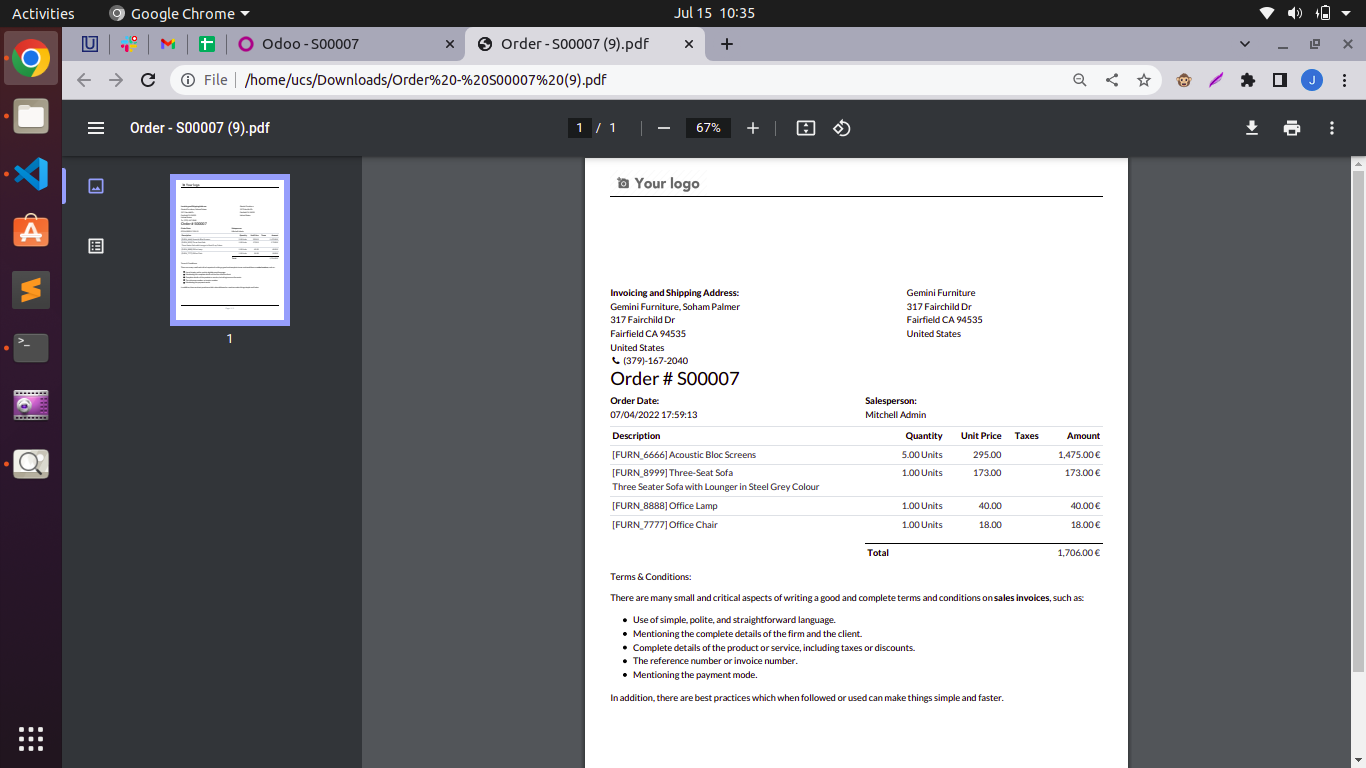 Activities Google Chrome Jul 15 10:35
Odoo - S00007 Order - S00007 (9).pdf
File /home/ucs/Downloads/Order%20-%20S00007%20(9).pdf J
Order - S00007 (9).pdf 1 / 1 67%
1
Your logo
Invoicing and Shipping Address: Gemini Furniture
Gemini Furniture, Soham Palmer 317 Fairchild Dr
317 Fairchild Dr Fairfield CA 94535
Fairfield CA 94535 United States
United States
(379)-167-2040
Order # S00007
Order Date: Salesperson:
07/04/2022 17:59:13 Mitchell Admin
Description Quantity Unit Price Taxes Amount
[FURN_6666] Acoustic Bloc Screens 5.00 Units 295.00 1,475.00 €
[FURN_8999] Three-Seat Sofa 1.00 Units 173.00 173.00 €
Three Seater Sofa with Lounger in Steel Grey Colour
[FURN_8888] Office Lamp 1.00 Units 40.00 40.00 €
[FURN_7777] Office Chair 1.00 Units 18.00 18.00 €
Total 1,706.00 €
Terms & Conditions:
There are many small and critical aspects of writing a good and complete terms and conditions on sales invoices, such as:
Use of simple, polite, and straightforward language.
Mentioning the complete details of the firm and the client.
Complete details of the product or service, including taxes or discounts.
The reference number or invoice number.
Mentioning the payment mode.
In addition, there are best practices which when followed or used can make things simple and faster.